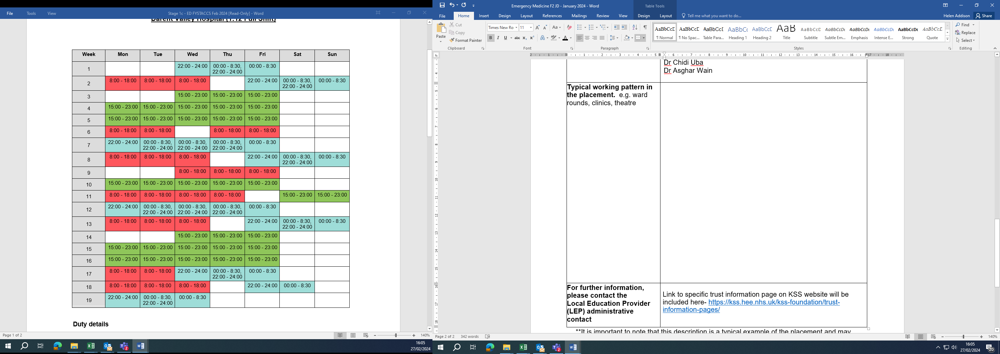 File Tools View Stage 1c - ED FYSTACCS Feb 2024 [Read-Only] - Word
Darent Valley Hospital (1:12 Full Shift)
Week Mon Tue Wed Thu Fri Sat Sun
1 22:00 - 24:00 00:00 - 8:30, 22:00 - 24:00 00:00 - 8:30
2 8:00 - 18:00 8:00 - 18:00 8:00 - 18:00 22:00 - 24:00 00:00 - 8:30, 22:00 - 24:00 00:00 - 8:30
3 15:00 - 23:00 15:00 - 23:00 15:00 - 23:00
4 15:00 - 23:00 15:00 - 23:00 15:00 - 23:00 15:00 - 23:00 15:00 - 23:00
5 15:00 - 23:00 15:00 - 23:00 15:00 - 23:00 15:00 - 23:00 15:00 - 23:00
6 8:00 - 18:00 8:00 - 18:00 8:00 - 18:00 8:00 - 18:00
7 22:00 - 24:00 00:00 - 8:30, 22:00 - 24:00 00:00 - 8:30, 22:00 - 24:00 00:00 - 8:30, 22:00 - 24:00 00:00 - 8:30
8 8:00 - 18:00 8:00 - 18:00 8:00 - 18:00 22:00 - 24:00 00:00 - 8:30, 22:00 - 24:00 00:00 - 8:30
9 8:00 - 18:00 8:00 - 18:00 8:00 - 18:00
10 15:00 - 23:00 15:00 - 23:00 15:00 - 23:00 15:00 - 23:00 15:00 - 23:00
11 8:00 - 18:00 8:00 - 18:00 8:00 - 18:00 8:00 - 18:00 15:00 - 23:00 15:00 - 23:00
12 22:00 - 24:00 00:00 - 8:30, 22:00 - 24:00 00:00 - 8:30, 22:00 - 24:00 00:00 - 8:30, 22:00 - 24:00 00:00 - 8:30
13 8:00 - 18:00 8:00 - 18:00 8:00 - 18:00 22:00 - 24:00 00:00 - 8:30, 22:00 - 24:00 00:00 - 8:30
14 15:00 - 23:00 15:00 - 23:00 15:00 - 23:00
15 15:00 - 23:00 15:00 - 23:00 15:00 - 23:00 15:00 - 23:00 15:00 - 23:00
16 15:00 - 23:00 15:00 - 23:00 15:00 - 23:00 15:00 - 23:00 15:00 - 23:00
17 8:00 - 18:00 8:00 - 18:00 22:00 - 24:00 00:00 - 8:30, 22:00 - 24:00 00:00 - 8:30
18 8:00 - 18:00 8:00 - 18:00 8:00 - 18:00 22:00 - 24:00 00:00 - 8:30
19 22:00 - 24:00 00:00 - 8:30, 22:00 - 24:00 00:00 - 8:30
Duty details
Page 1 of 2 140%
16:05
27/02/2024
Emergency Medicine F2 JD - January 2024 - Word Table Tools
File Home Insert Design Layout References Mailings Review View Design Layout Tell me what you want to do... Helen Addison Share
Paste Cut Copy Format Painter
Times New Ro 11
AaBbCcD AaBbCcD AaBbCcI AaBbCc AaBbCcI AaB AaBbCcD AaBbCcDc AaBbCcDc AaBbCcDc AaBbCcDc AaBbCcD
¶ Normal ¶ No Spac... Table Para... Heading 1 Heading 2 Title Subtitle Subtle Em... Emphasis Intense E... Strong Quote
Find Replace Select
Clipboard Font Paragraph Styles Editing
Dr Chidi Uba
Dr Asghar Wain
Typical working pattern in
the placement. e.g. ward
rounds, clinics, theatre
For further information,
please contact the
Local Education Provider
(LEP) administrative
contact
Link to specific trust information page on KSS website will be
included here- https://kss.hee.nhs.uk/kss-foundation/trust-
information-pages/
**It is important to note that this description is a typical example of the placement and may
Page 2 of 2 342 words 140%
16:05
27/02/2024
20